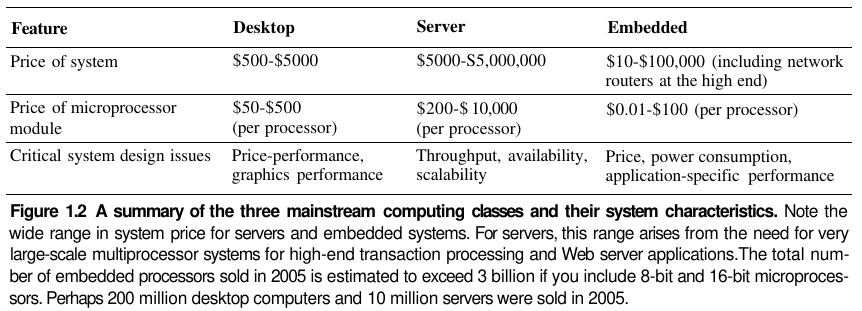 Feature Desktop Server Embedded
Price of system $500-$5000 $5000-S5,000,000 $10-$100,000 (including network
routers at the high end)
Price of microprocessor $50-$500 $200-$ 10,000 $0.01-$100 (per processor)
module (per processor) (per processor)
Critical system design issues Price-performance, Throughput, availability, Price, power consumption,
graphics performance scalability application-specific performance
Figure 1.2 A summary of the three mainstream computing classes and their system characteristics. Note the
wide range in system price for servers and embedded systems. For servers, this range arises from the need for very
large-scale multiprocessor systems for high-end transaction processing and Web server applications.The total num-
ber of embedded processors sold in 2005 is estimated to exceed 3 billion if you include 8-bit and 16-bit microproces-
sors. Perhaps 200 million desktop computers and 10 million servers were sold in 2005.